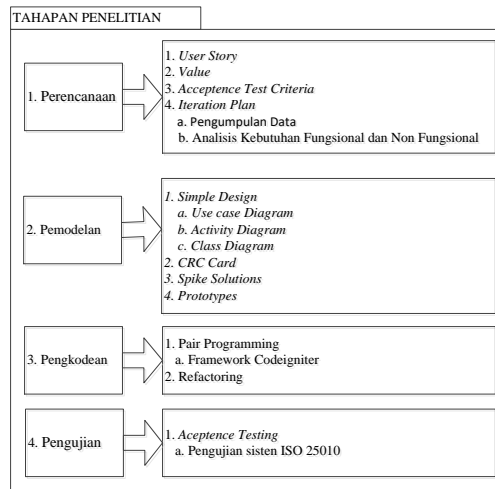 TAHAPAN PENELITIAN
1. Perencanaan
1. User Story
2. Value
3. Acceptence Test Criteria
4. Iteration Plan
a. Pengumpulan Data
b. Analisis Kebutuhan Fungsional dan Non Fungsional
2. Pemodelan
1. Simple Design
a. Use case Diagram
b. Activity Diagram
c. Class Diagram
2. CRC Card
3. Spike Solutions
4. Prototypes
3. Pengkodean
1. Pair Programming
a. Framework Codeigniter
2. Refactoring
4. Pengujian
1. Aceptence Testing
a. Pengujian sisten ISO 25010